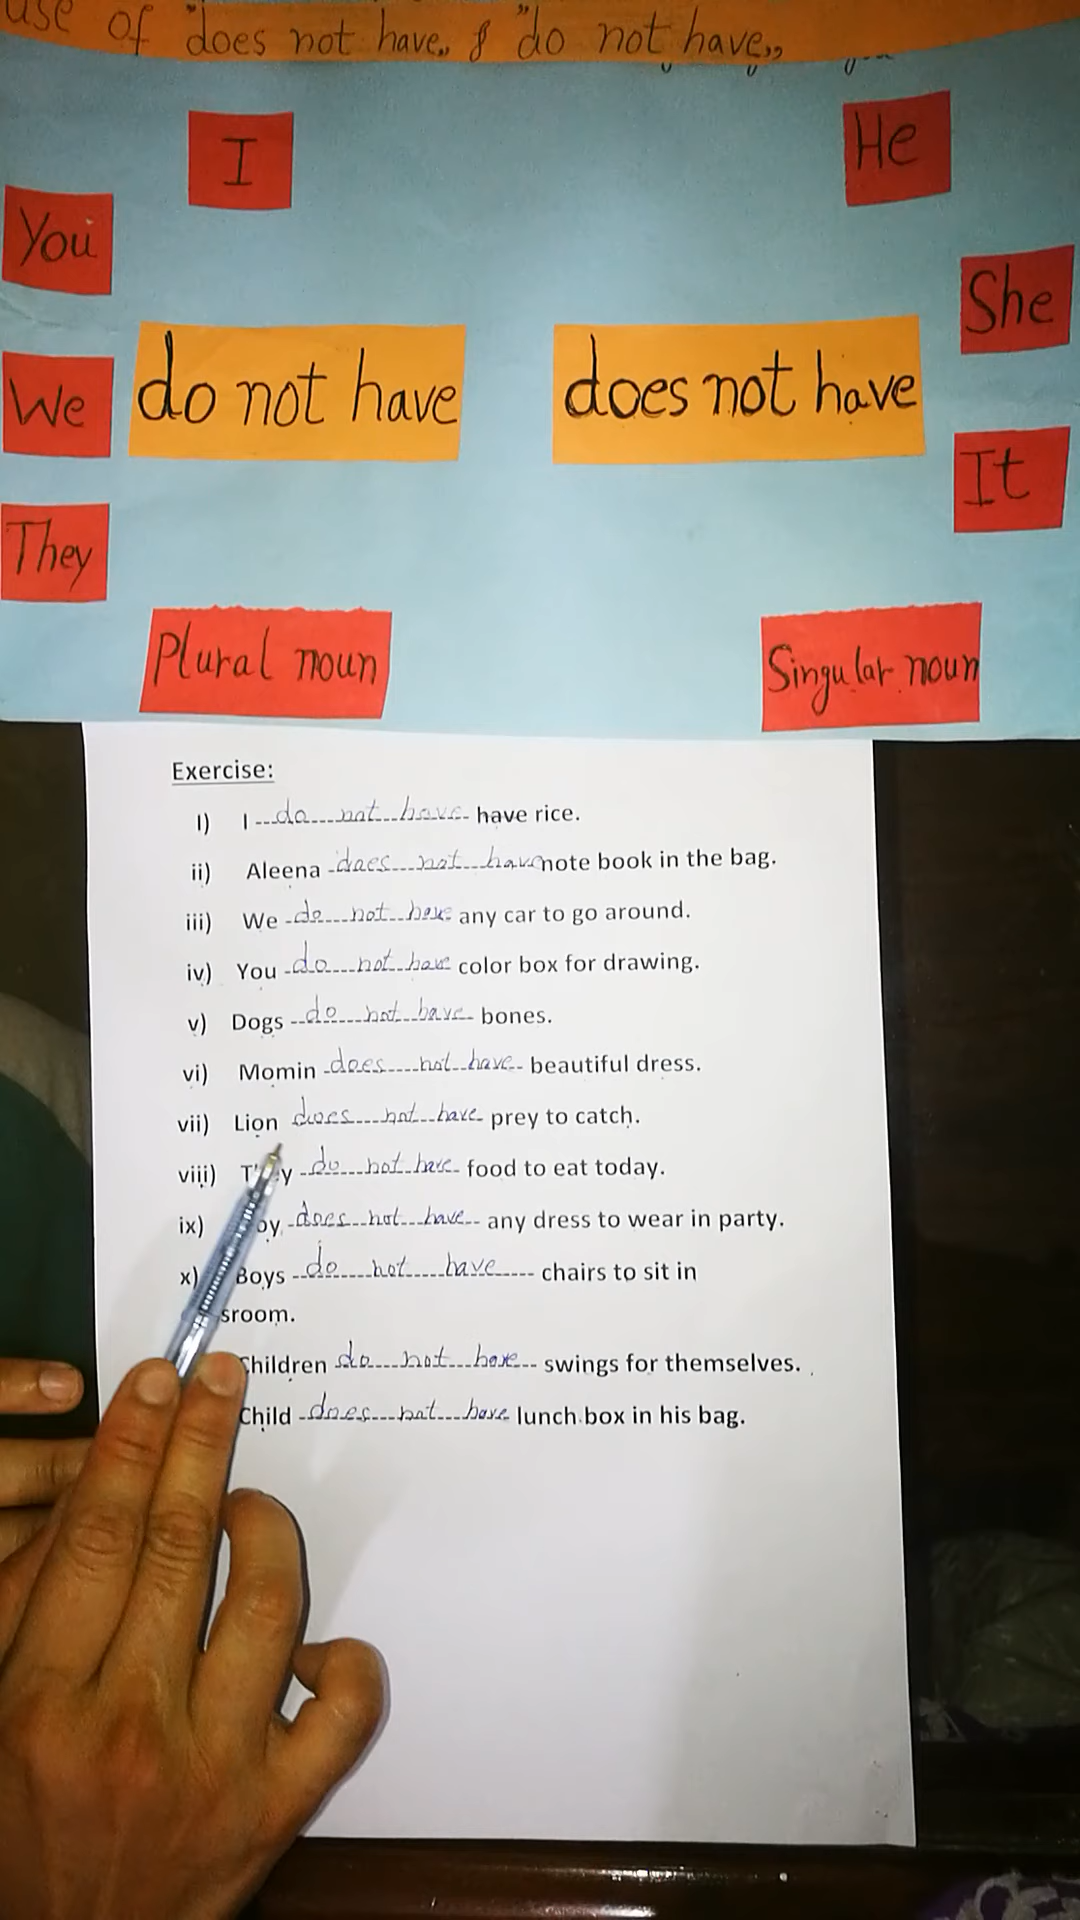 use of "does not have„ & "do not have„
I
He
You
She
do not have
does not have
We
It
They
Plural noun
Singular noun
Exercise:
I) I ---do----not---have-- have rice.
ii) Aleena -does----not---have note book in the bag.
iii) We --do----not---have any car to go around.
iv) You --do----not---have color box for drawing.
v) Dogs ---do----not---have-- bones.
vi) Momin -does----not---have-- beautiful dress.
vii) Lion does----not---have- prey to catch.
viii) They --do----not---have- food to eat today.
ix) oy -does---not---have-- any dress to wear in party.
x) Boys ---do----not----have---- chairs to sit in
sroom.
Children do----not---have-- swings for themselves.
Child --does---not---have lunch box in his bag.